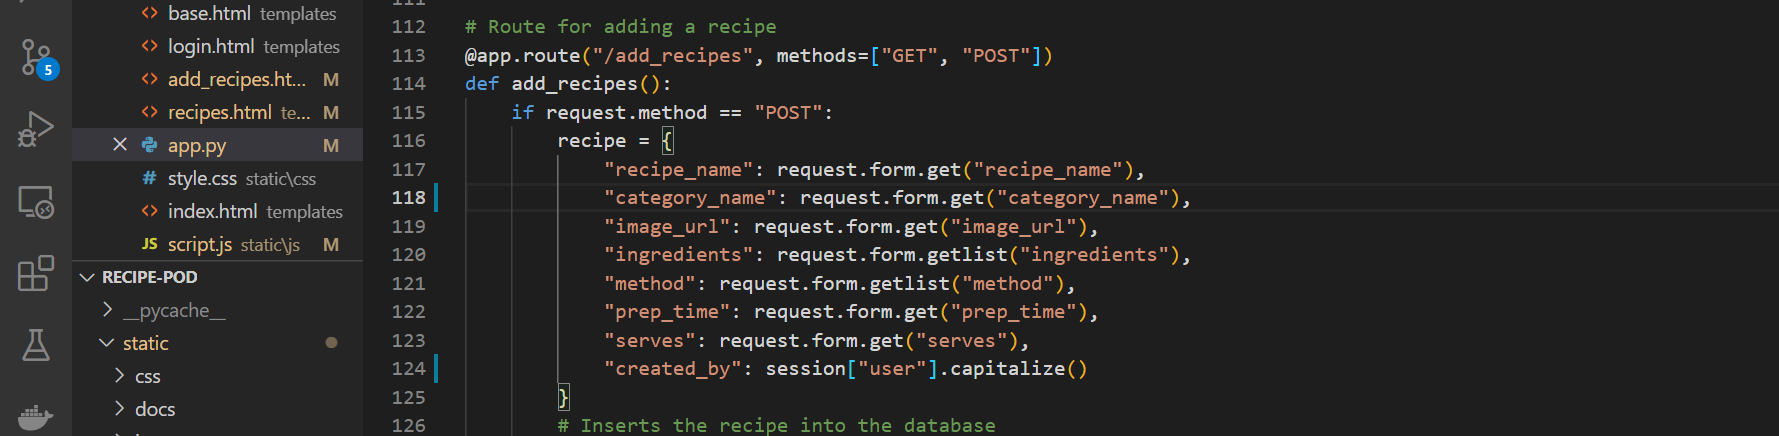 base.html templates
login.html templates
add_recipes.ht... M
recipes.html te... M
app.py M
# style.css static\css
index.html templates
JS script.js static\js M
RECIPE-POD
__pycache__
static
css
docs
5
112 # Route for adding a recipe
113 @app.route("/add_recipes", methods=["GET", "POST"])
114 def add_recipes():
115 if request.method == "POST":
116 recipe = {
117 "recipe_name": request.form.get("recipe_name"),
118 "category_name": request.form.get("category_name"),
119 "image_url": request.form.get("image_url"),
120 "ingredients": request.form.getlist("ingredients"),
121 "method": request.form.getlist("method"),
122 "prep_time": request.form.get("prep_time"),
123 "serves": request.form.get("serves"),
124 "created_by": session["user"].capitalize()
125 }
126 # Inserts the recipe into the database